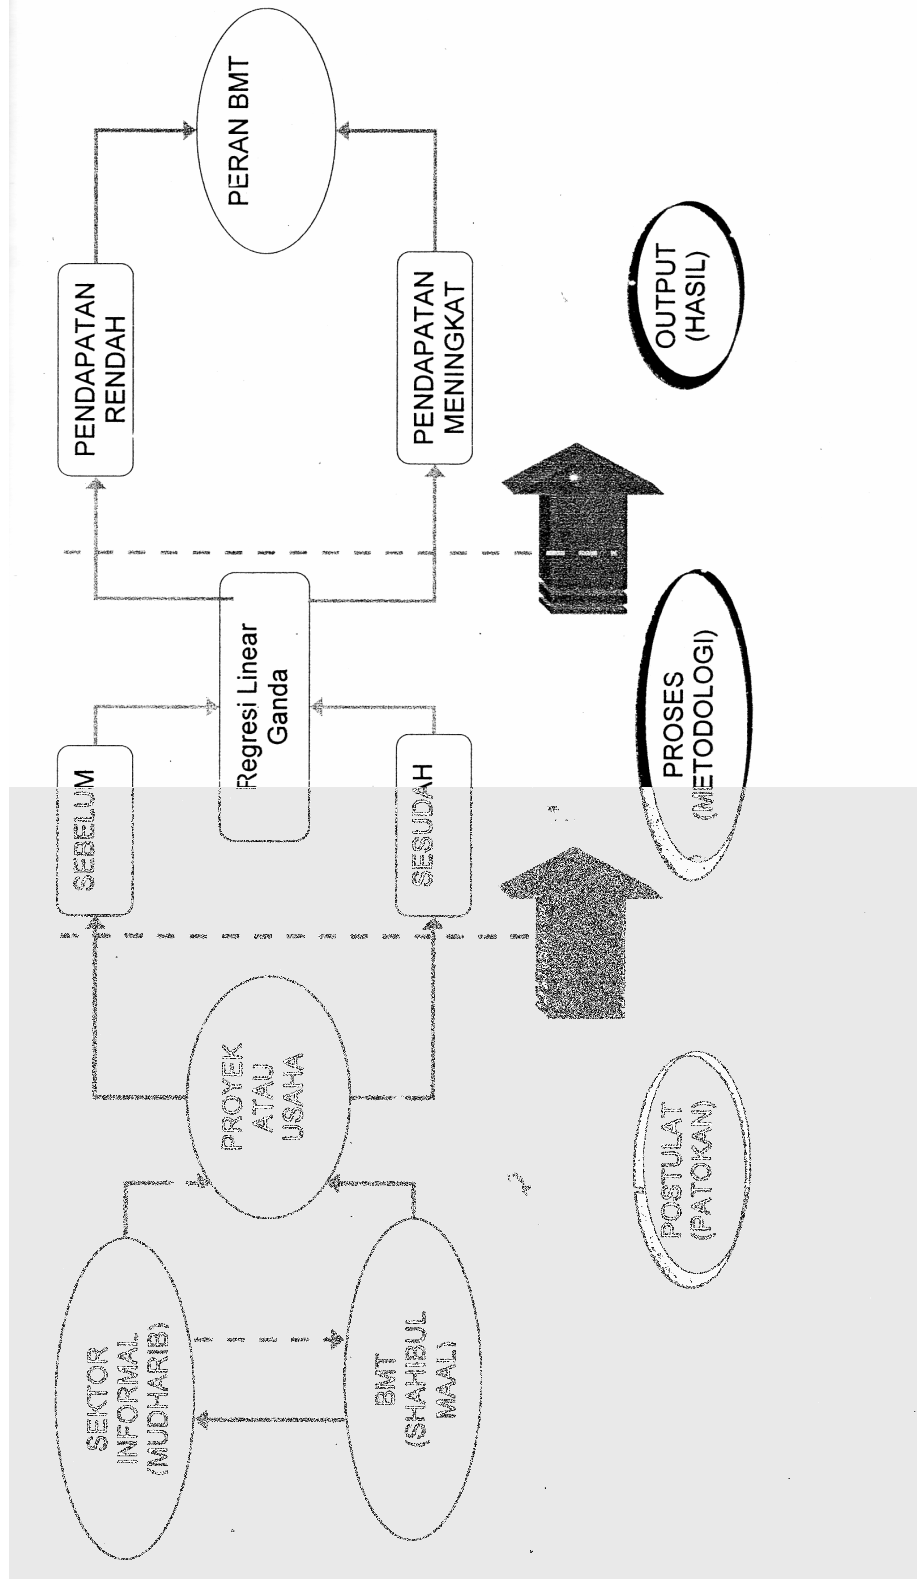 SEKTOR
INFORMAL
(MUDHARIB)
BMT
(SHAHIBUL
MAAL)
PROYEK
ATAU
USAHA
SEBELUM
SESUDAH
Regresi Linear
Ganda
PENDAPATAN
RENDAH
PENDAPATAN
MENINGKAT
PERAN BMT
POSTULAT
(PATOKAN)
PROSES
(METODOLOGI)
OUTPUT
(HASIL)